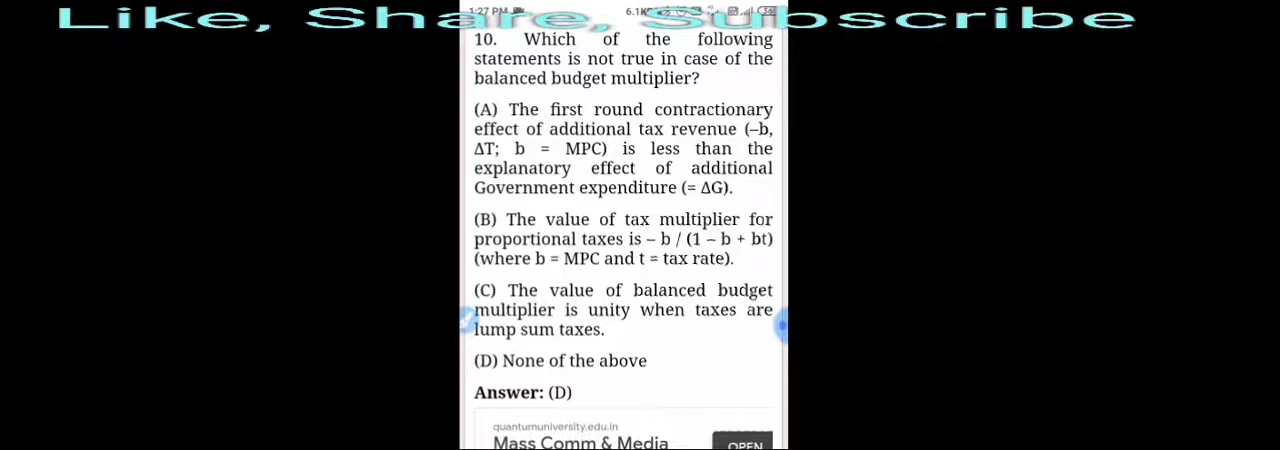 Like, Share, Subscribe
1:27 PM
10. Which of the following
statements is not true in case of the
balanced budget multiplier?
(A) The first round contractionary
effect of additional tax revenue (–b,
ΔT; b = MPC) is less than the
explanatory effect of additional
Government expenditure (= ΔG).
(B) The value of tax multiplier for
proportional taxes is – b / (1 – b + bt)
(where b = MPC and t = tax rate).
(C) The value of balanced budget
multiplier is unity when taxes are
lump sum taxes.
(D) None of the above
Answer: (D)
quantumuniversity.edu.in
Mass Comm & Media
OPEN